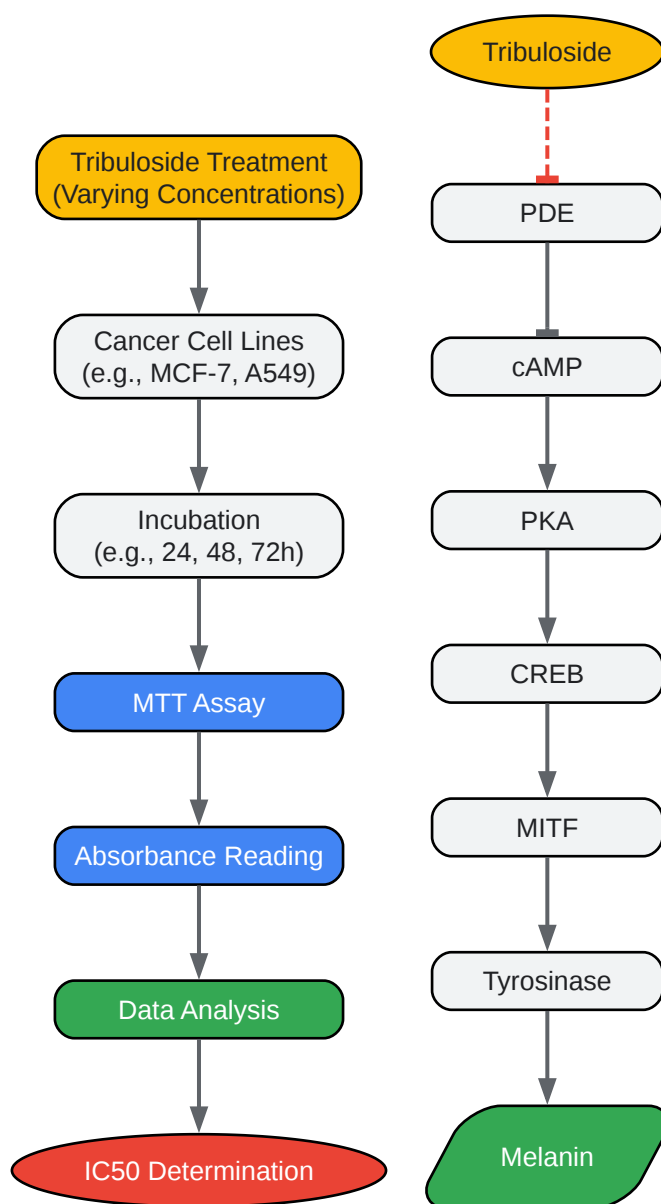 Tribuloside Treatment
(Varying Concentrations)
Cancer Cell Lines
(e.g., MCF-7, A549)
Incubation
(e.g., 24, 48, 72h)
MTT Assay
Absorbance Reading
Data Analysis
IC50 Determination
Tribuloside
PDE
cAMP
PKA
CREB
MITF
Tyrosinase
Melanin